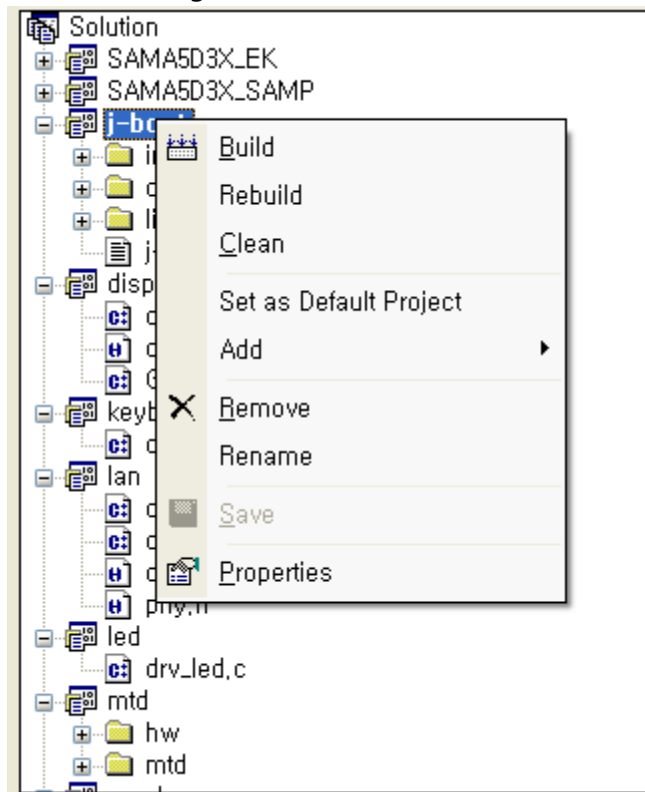 Solution
SAMA5D3X_EK
SAMA5D3X_SAMP
Build
Rebuild
Clean
Set as Default Project
Add
Remove
Rename
Save
Properties
lan
led
drv_led,c
mtd
hw
mtd